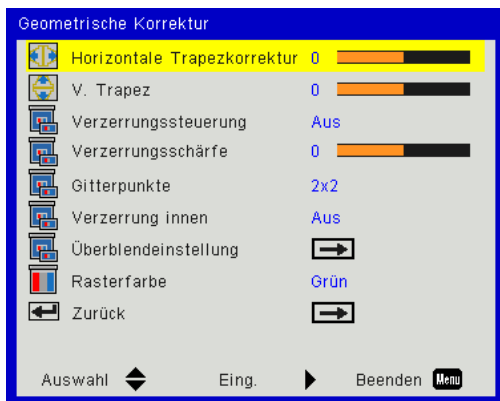 Geometrische Korrektur
Horizontale Trapezkorrektur 0
V. Trapez 0
Verzerrungssteuerung Aus
Verzerrungsschärfe 0
Gitterpunkte 2x2
Verzerrung innen Aus
Überblendeinstellung
Rasterfarbe Grün
Zurück
Auswahl Eing. Beenden Menu